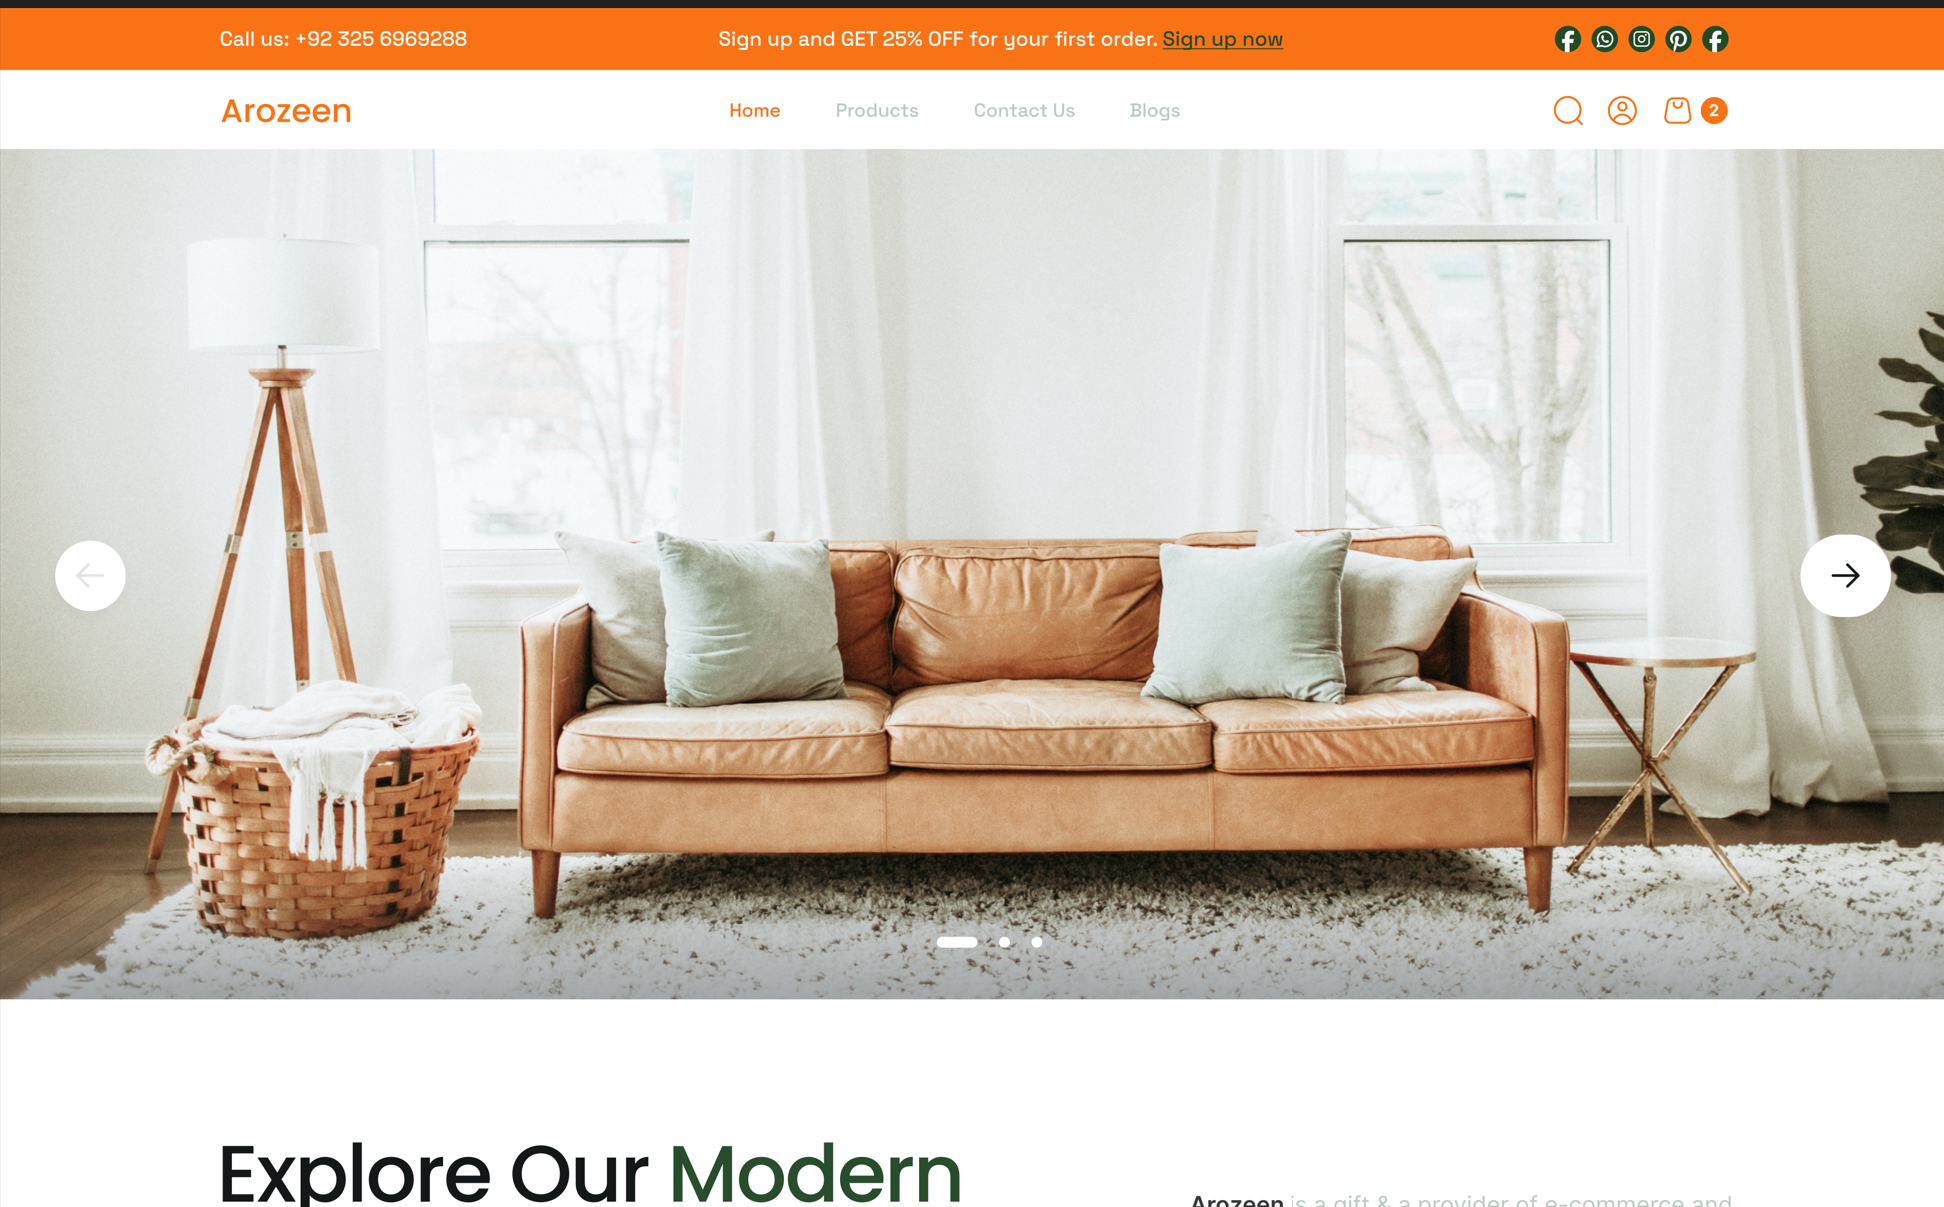 Call us: +92 325 6969288
Sign up and GET 25% OFF for your first order. Sign up now
Arozeen
Home
Products
Contact Us
Blogs
2
Explore Our Modern
Arozeen is a gift & a provider of e-commerce and